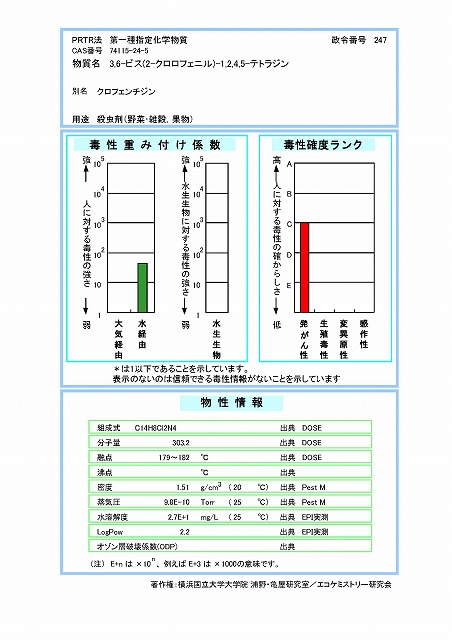 PRTR法 第一種指定化学物質 政令番号 247
CAS番号 74115-24-5
物質名 3,6-ビス(2-クロロフェニル)-1,2,4,5-テトラジン
別名 クロフェンチジン
用途 殺虫剤(野菜・雑穀，果物)
毒性重み付け係数
強
人に対する毒性の強さ
弱
10⁵
10⁴
10³
10²
10
1
大気経由
水経由
強
水生生物に対する毒性の強さ
弱
10⁵
10⁴
10³
10²
10
1
水生生物
毒性確度ランク
高
人に対する毒性の確からしさ
低
A
B
C
D
E
発がん性
生殖毒性
変異原性
感作性
*は1以下であることを示しています。
表示のないのは信頼できる毒性情報がないことを示しています
物性情報
組成式 C14H8Cl2N4 出典 DOSE
分子量 303.2 出典 DOSE
融点 179～182 ℃ 出典 DOSE
沸点 ℃ 出典
密度 1.51 g/cm³ (20 ℃) 出典 Pest M
蒸気圧 9.8E-10 Torr (25 ℃) 出典 Pest M
水溶解度 2.7E+1 mg/L (25 ℃) 出典 EPI実測
LogPow 2.2 出典 EPI実測
オゾン層破壊係数(ODP) 出典
(注) E+n は ×10ⁿ、例えば E+3 は ×1000の意味です。
著作権:横浜国立大学大学院 浦野・亀屋研究室／エコケミストリー研究会